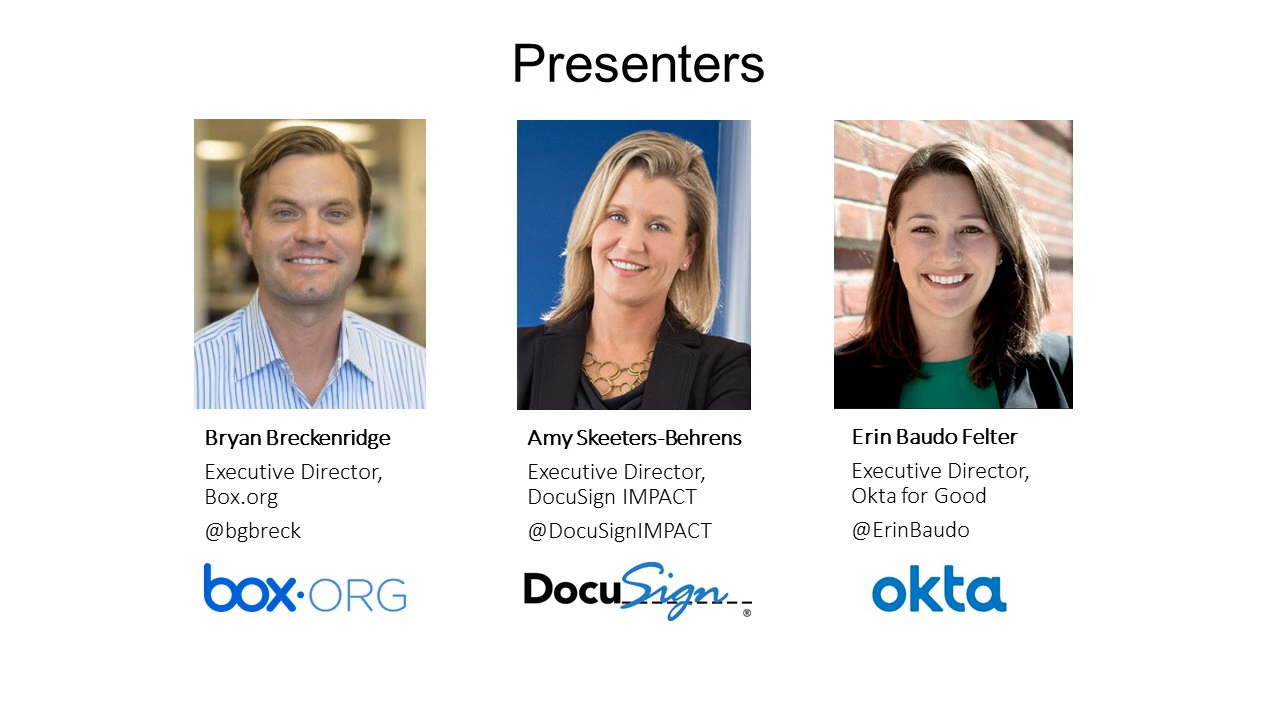 Presenters
Bryan Breckenridge
Executive Director,
Box.org
@bgbreck
box.ORG
Amy Skeeters-Behrens
Executive Director,
DocuSign IMPACT
@DocuSignIMPACT
DocuSign®
Erin Baudo Felter
Executive Director,
Okta for Good
@ErinBaudo
okta